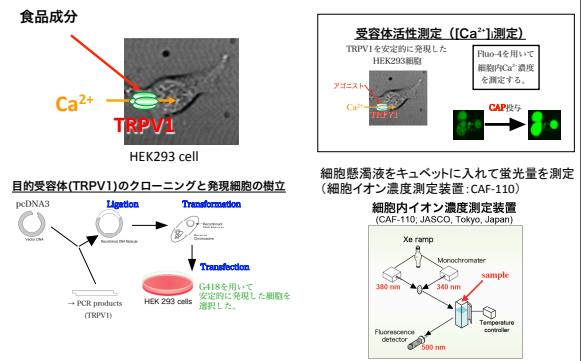 食品成分
Ca²⁺
TRPV1
HEK293 cell
受容体活性測定（[Ca²⁺]i測定）
TRPV1を安定的に発現した
HEK293細胞
Fluo-4を用いて
細胞内Ca²⁺濃度
を測定する。
アゴニスト
Ca²⁺
TRPV1
CAP投与
目的受容体(TRPV1)のクローニングと発現細胞の樹立
pcDNA3
Vector DNA
Ligation
Recombinant DNA Molecule
Transformation
Recombinant
Chromosome
Transfection
→ PCR products
(TRPV1)
HEK 293 cells
G418を用いて
安定的に発現した細胞を
選択した。
細胞懸濁液をキュベットに入れて蛍光量を測定
（細胞イオン濃度測定装置：CAF-110）
細胞内イオン濃度測定装置
(CAF-110; JASCO, Tokyo, Japan)
Xe ramp
Monochrometer
380 nm
340 nm
sample
Temperature
controller
Fluorescence
detector
500 nm